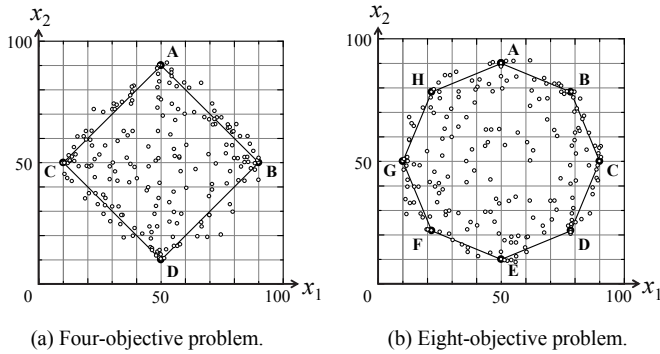 x2
x2
100
100
A
A
H
B
50
C
B
50
G
C
F
D
D
E
0
50
100
x1
0
50
100
x1
(a) Four-objective problem.
(b) Eight-objective problem.